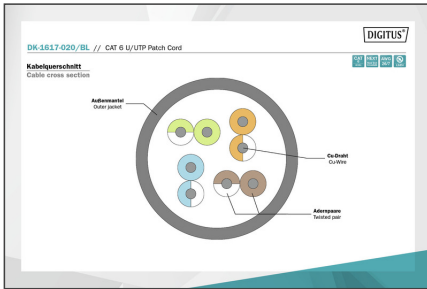 DIGITUS®
DK-1617-020/BL // CAT 6 U/UTP Patch Cord
Kabelquerschnitt
Cable cross section
Außenmantel
Outer jacket
Cu-Draht
Cu-Wire
Adernpaare
Twisted pair